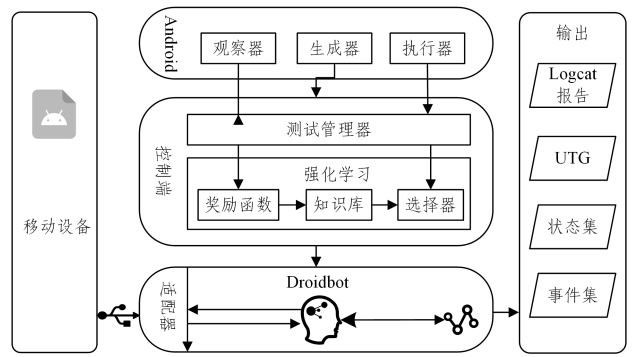 移动设备
Android
观察器
生成器
执行器
控制端
测试管理器
强化学习
奖励函数
知识库
选择器
适配器
Droidbot
输出
Logcat
报告
UTG
状态集
事件集